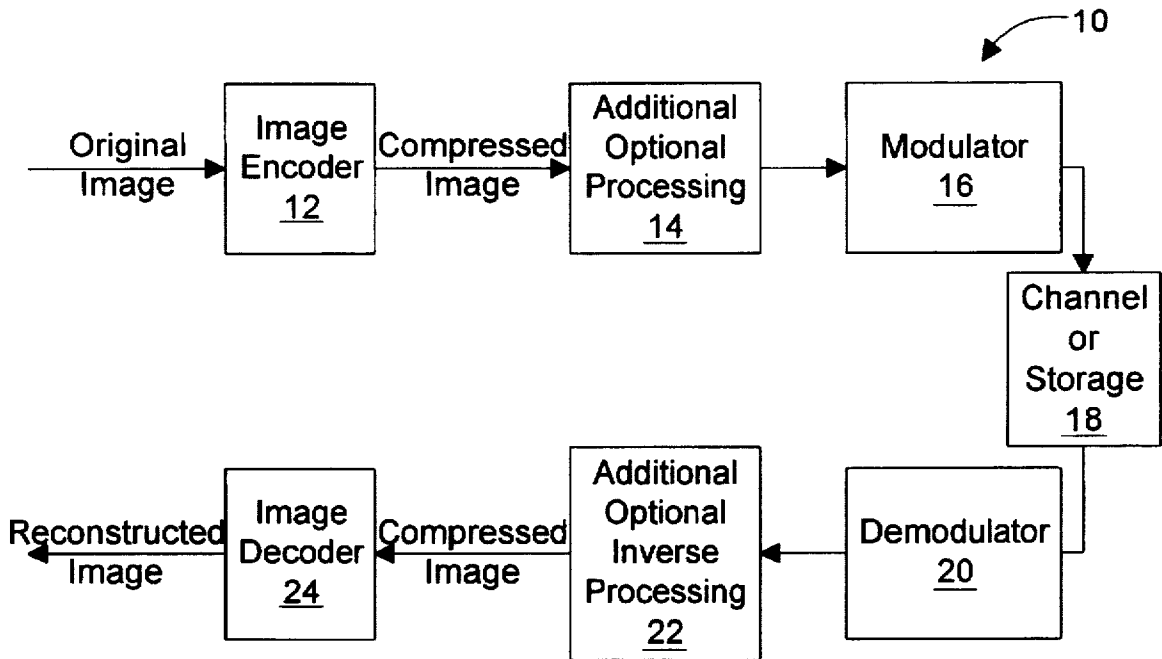 10
Original
Image
Image
Encoder
12
Compressed
Image
Additional
Optional
Processing
14
Modulator
16
Channel
or
Storage
18
Demodulator
20
Additional
Optional
Inverse
Processing
22
Compressed
Image
Image
Decoder
24
Reconstructed
Image